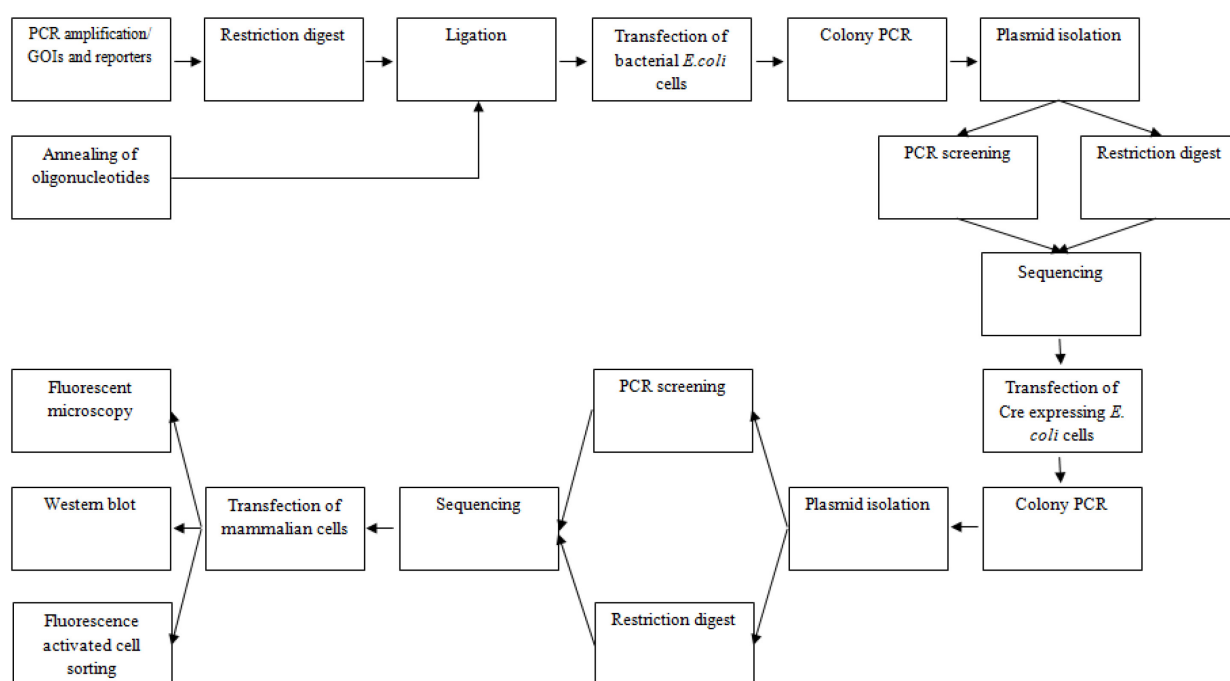 PCR amplification/
GOIs and reporters
Restriction digest
Ligation
Transfection of
bacterial E.coli
cells
Colony PCR
Plasmid isolation
Annealing of
oligonucleotides
PCR screening
Restriction digest
Sequencing
Transfection of
Cre expressing E.
coli cells
Colony PCR
Plasmid isolation
PCR screening
Restriction digest
Sequencing
Transfection of
mammalian cells
Fluorescent
microscopy
Western blot
Fluorescence
activated cell
sorting